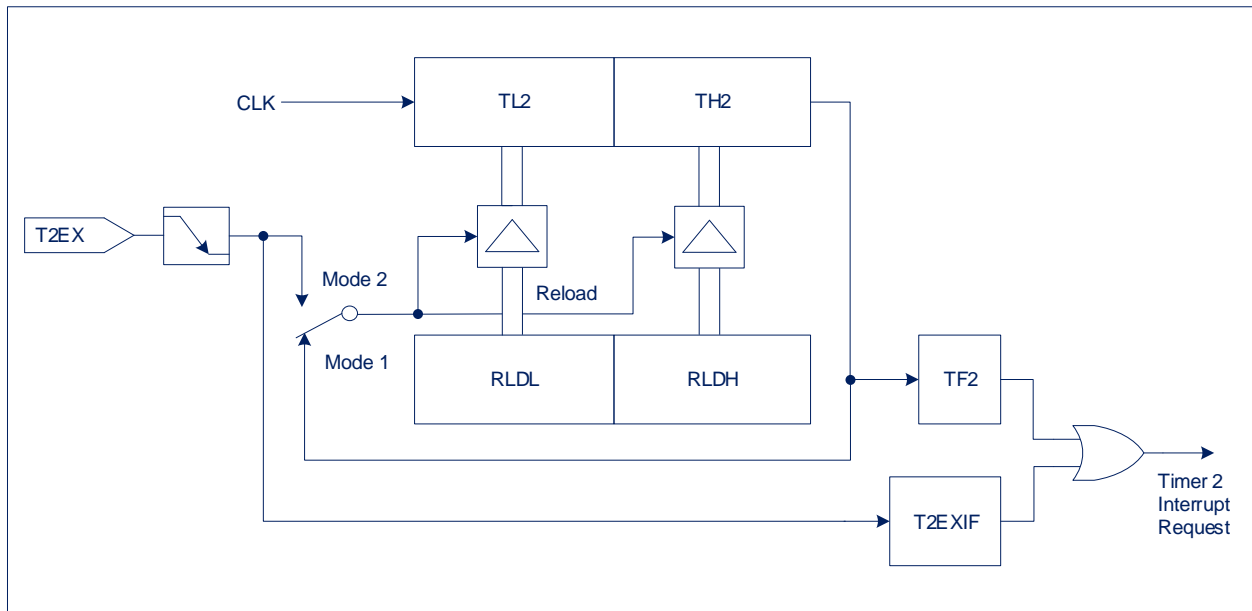 CLK
TL2
TH2
T2EX
Mode 2
Reload
Mode 1
RLDL
RLDH
TF2
T2EXIF
Timer 2
Interrupt
Request